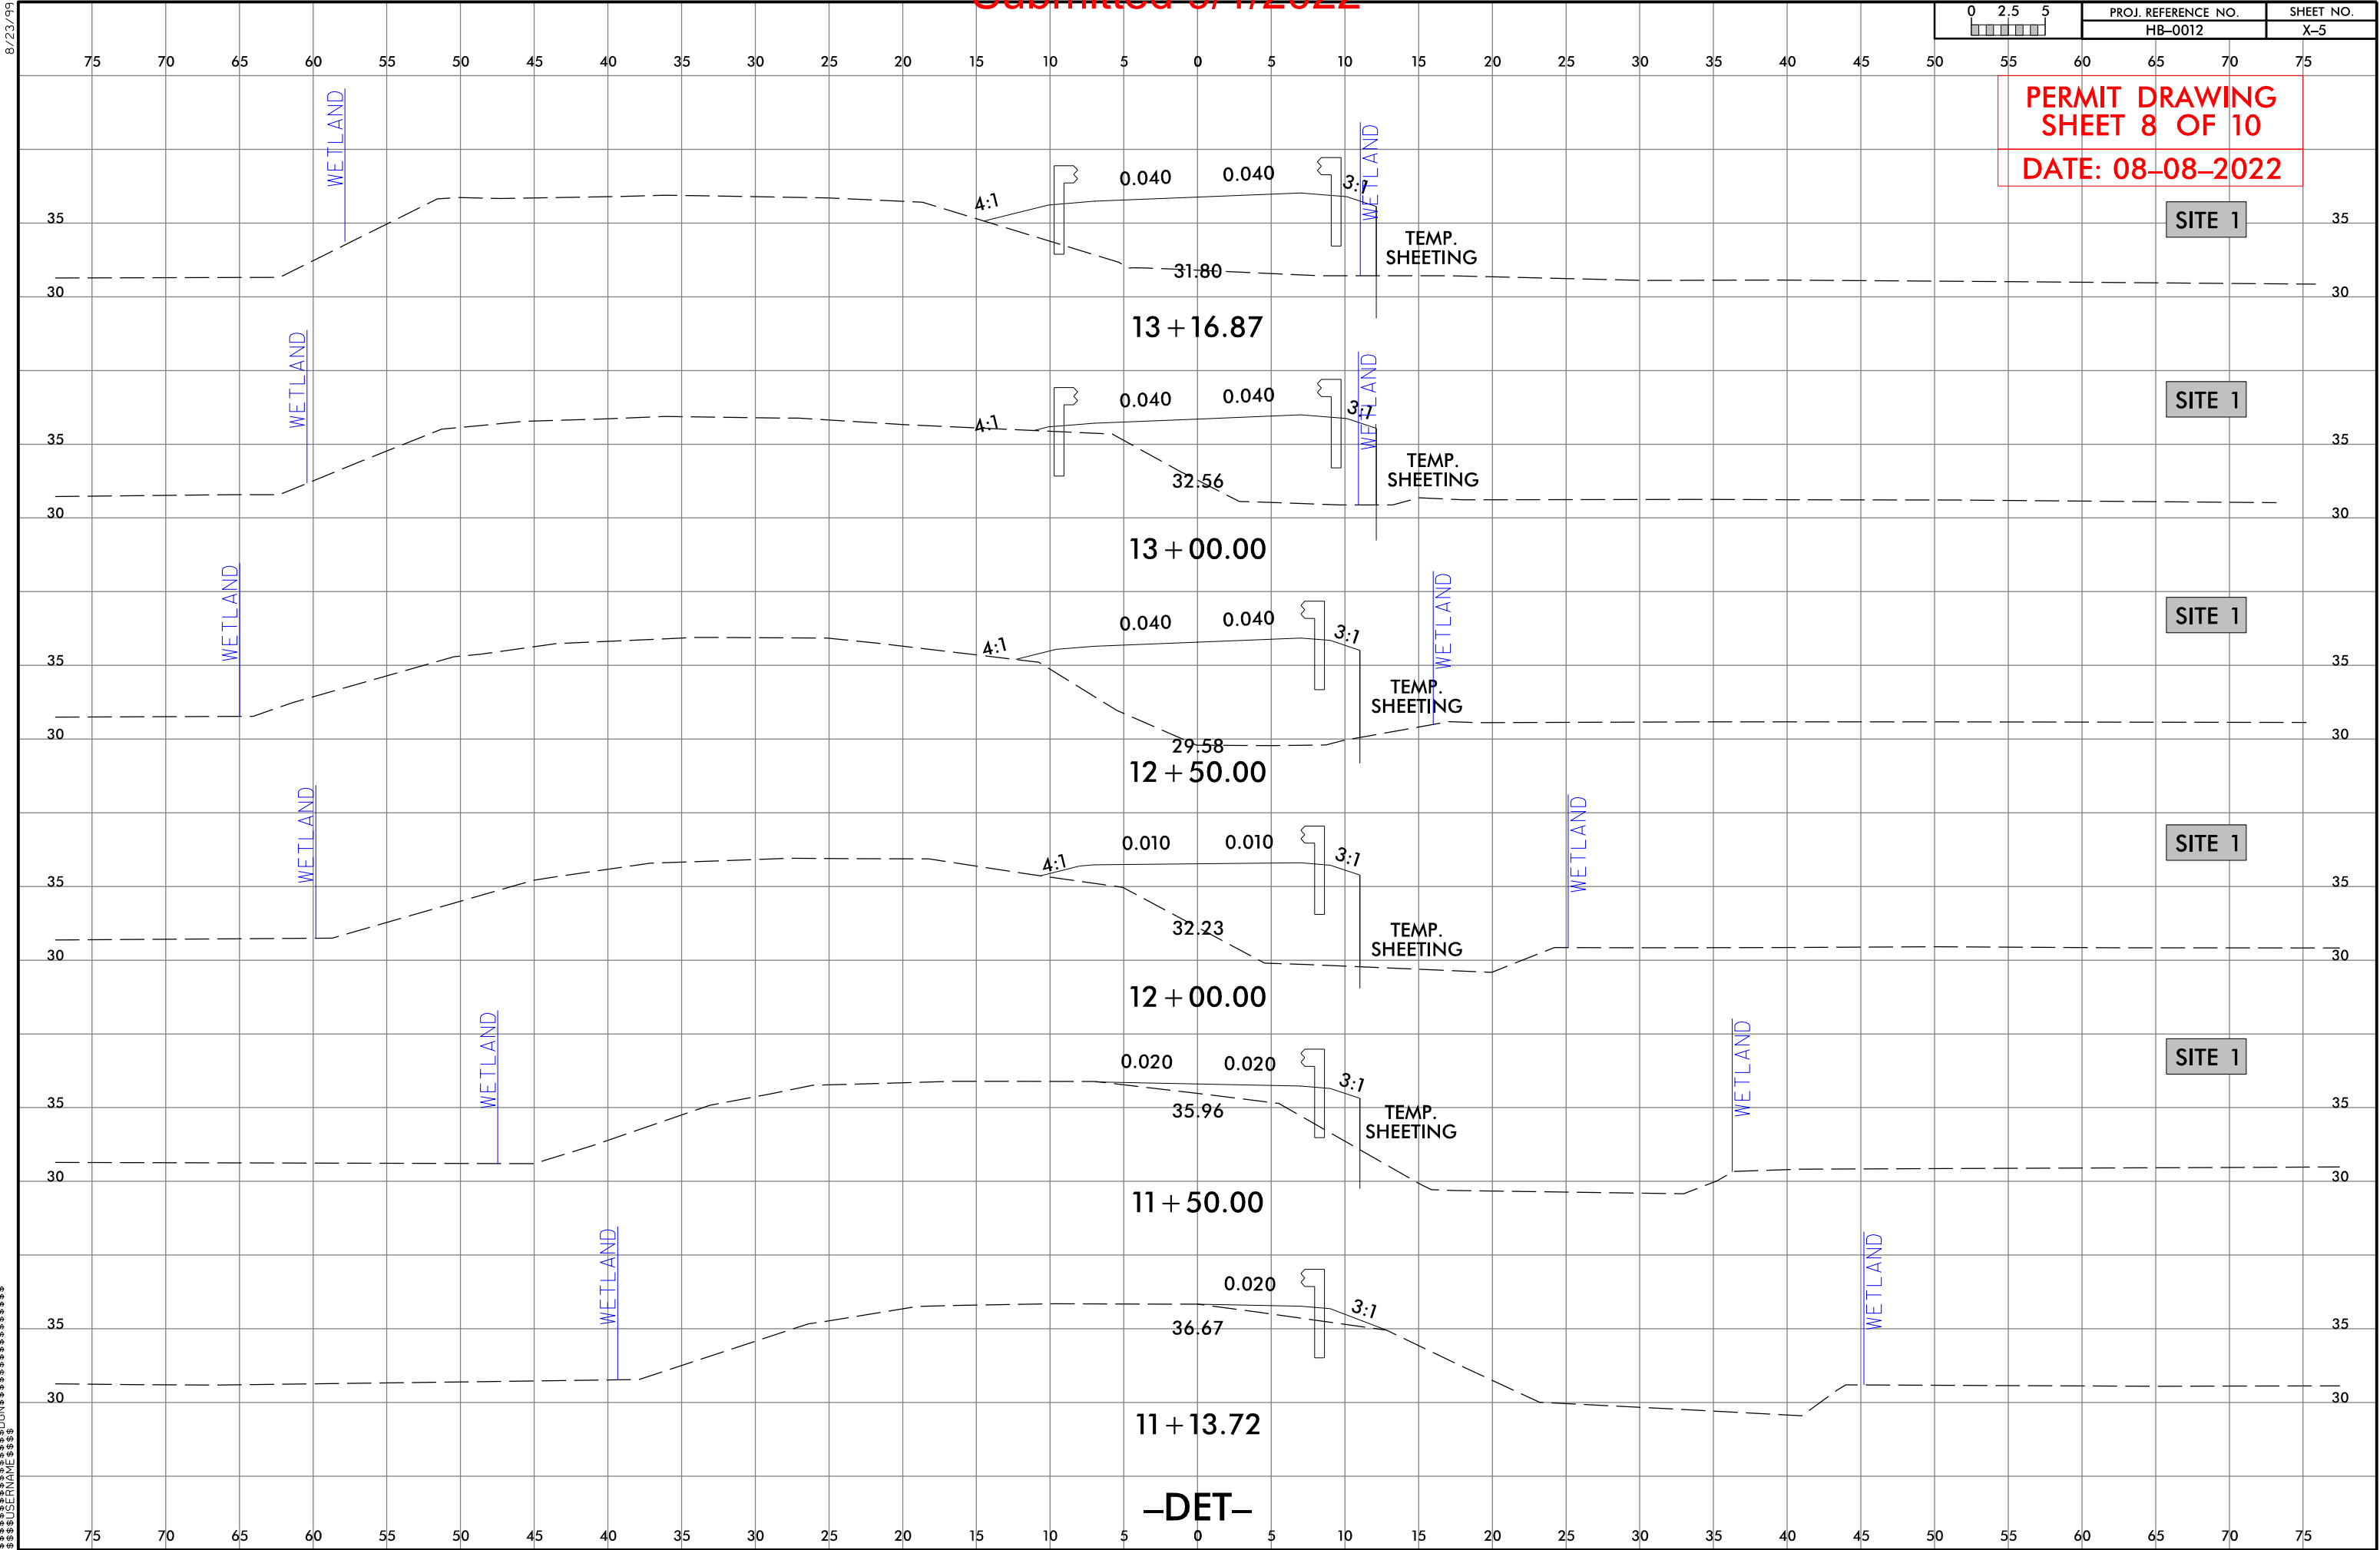 8/23/99
0 2.5 5
PROJ. REFERENCE NO. SHEET NO.
HB–0012 X–5
75 70 65 60 55 50 45 40 35 30 25 20 15 10 5 0 5 10 15 20 25 30 35 40 45 50 55 60 65 70 75
PERMIT DRAWING
SHEET 8 OF 10
DATE: 08–08–2022
WETLAND WETLAND
4:1 0.040 0.040 3:1
35 SITE 1 35
TEMP.
SHEETING
31.80
30 30
13+16.87
WETLAND WETLAND
4:1 0.040 0.040 3:1 SITE 1
35 35
TEMP.
SHEETING
32.56
30 30
13+00.00
WETLAND WETLAND
4:1 0.040 0.040 3:1 SITE 1
35 35
TEMP.
SHEETING
29.58
30 30
12+50.00
WETLAND WETLAND
4:1 0.010 0.010 3:1 SITE 1
35 35
TEMP.
SHEETING
32.23
30 30
12+00.00
WETLAND WETLAND
0.020 0.020 3:1 SITE 1
35 35
35.96
TEMP.
SHEETING
30 30
11+50.00
WETLAND WETLAND
0.020 3:1
35 35
36.67
30 30
11+13.72
–DET–
75 70 65 60 55 50 45 40 35 30 25 20 15 10 5 0 5 10 15 20 25 30 35 40 45 50 55 60 65 70 75
$$$$USERNAME$$$$